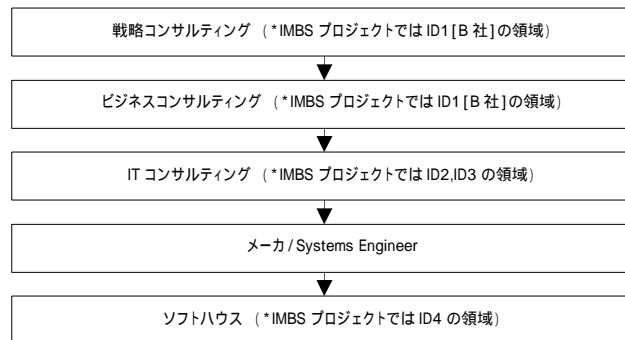 戦略コンサルティング (*IMBS プロジェクトでは ID1 [B 社] の領域)
ビジネスコンサルティング (*IMBS プロジェクトでは ID1 [B 社] の領域)
IT コンサルティング (*IMBS プロジェクトでは ID2,ID3 の領域)
メーカ / Systems Engineer
ソフトハウス (*IMBS プロジェクトでは ID4 の領域)